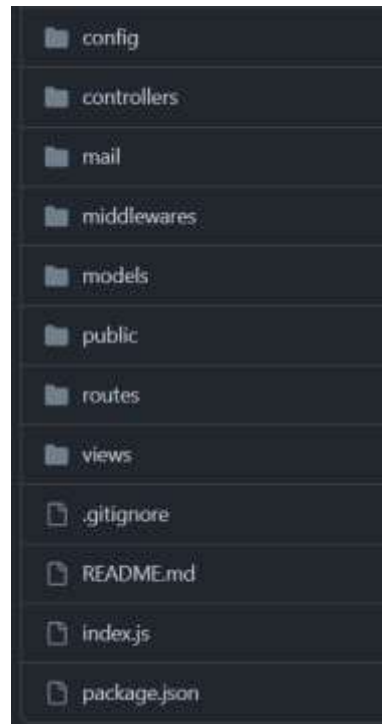 config
controllers
mail
middlewares
models
public
routes
views
.gitignore
README.md
index.js
package.json